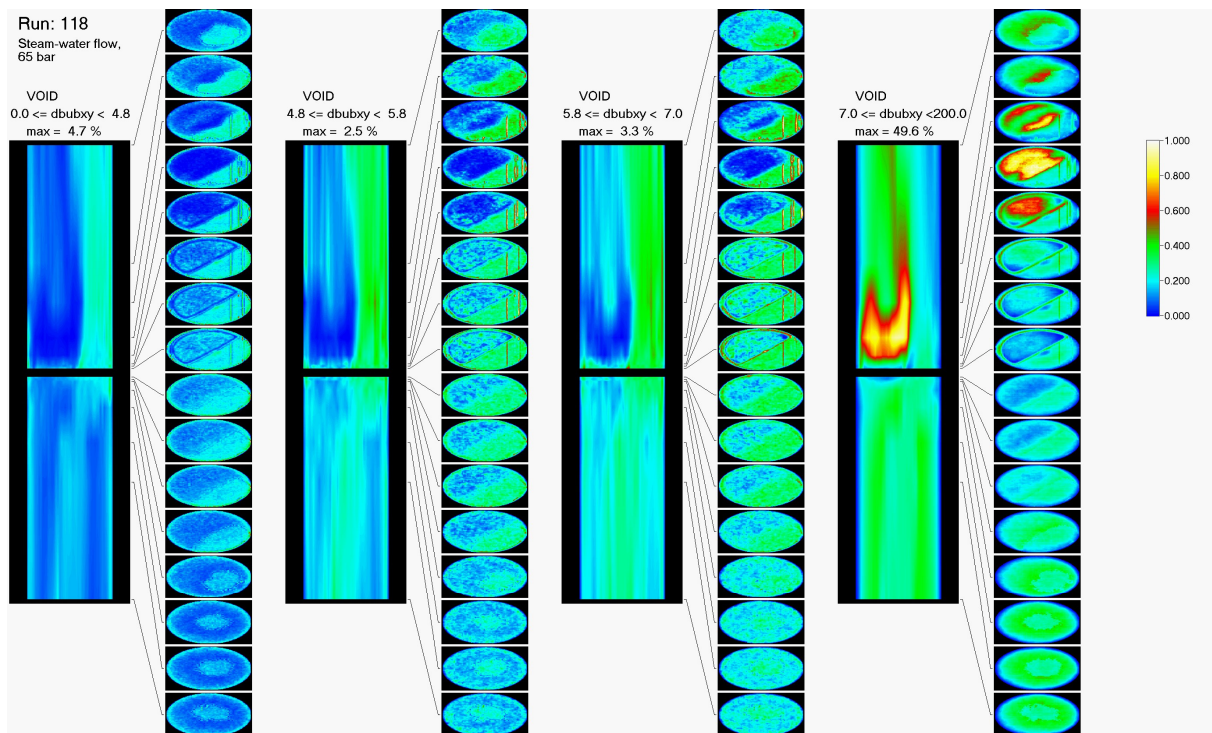 Run: 118
Steam-water flow,
65 bar
VOID
0.0 <= dbubxy < 4.8
max = 4.7 %
VOID
4.8 <= dbubxy < 5.8
max = 2.5 %
VOID
5.8 <= dbubxy < 7.0
max = 3.3 %
VOID
7.0 <= dbubxy <200.0
max = 49.6 %
1.000
0.800
0.600
0.400
0.200
0.000